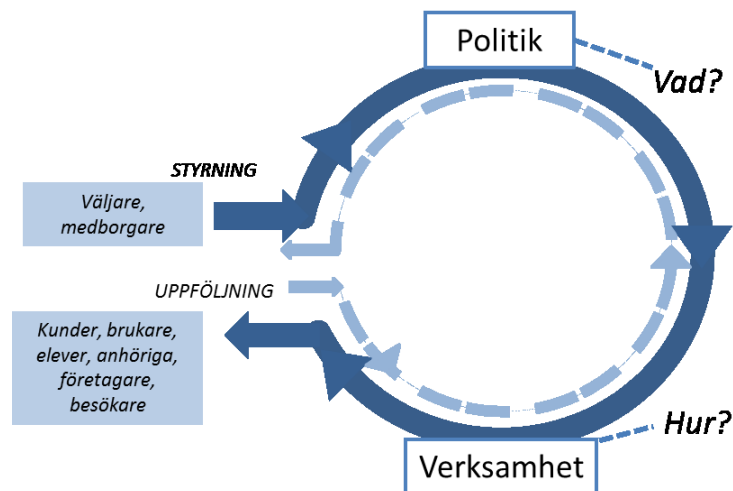 Politik
Vad?
STYRNING
Väljare,
medborgare
UPPFÖLJNING
Kunder, brukare,
elever, anhöriga,
företagare,
besökare
Hur?
Verksamhet